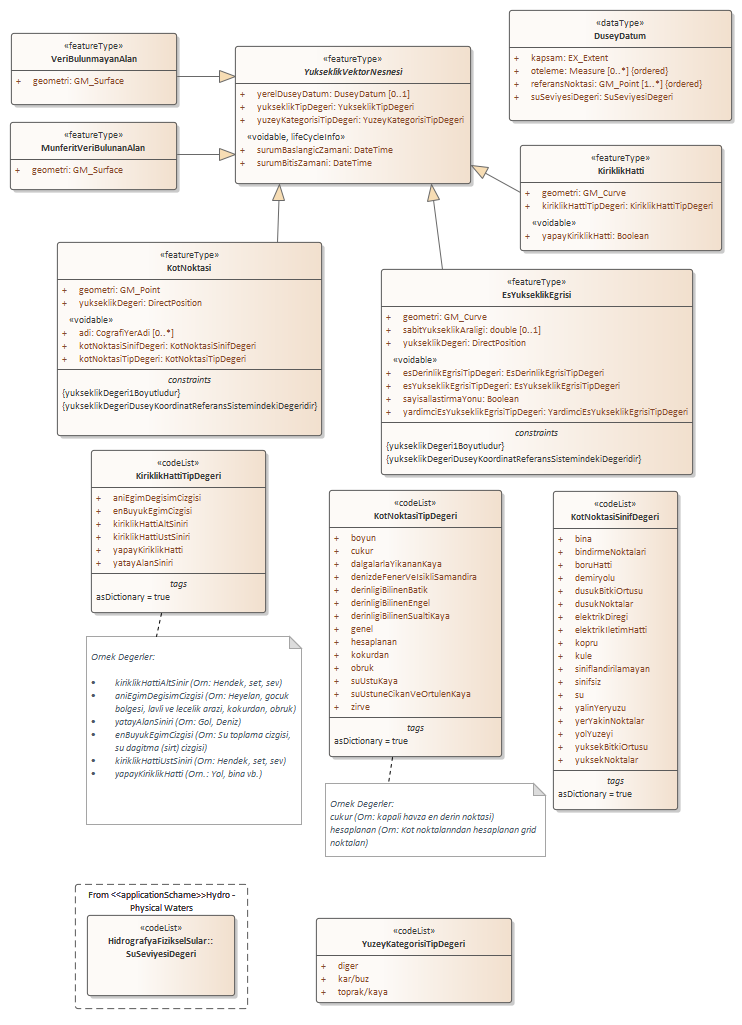 «featureType»
VeriBulunmayanAlan
+ geometri: GM_Surface
«featureType»
MunferitVeriBulunanAlan
+ geometri: GM_Surface
«featureType»
YukseklikVektorNesnesi
+ yerelDuseyDatum: DuseyDatum [0..1]
+ yukseklikTipDegeri: YukseklikTipDegeri
+ yuzeyKategorisiTipDegeri: YuzeyKategorisiTipDegeri
«voidable, lifeCycleInfo»
+ surumBaslangicZamani: DateTime
+ surumBitisZamani: DateTime
«dataType»
DuseyDatum
+ kapsam: EX_Extent
+ oteleme: Measure [0..*] {ordered}
+ referansNoktasi: GM_Point [1..*] {ordered}
+ suSeviyesiDegeri: SuSeviyesiDegeri
«featureType»
KiriklikHatti
+ geometri: GM_Curve
+ kiriklikHattiTipDegeri: KiriklikHattiTipDegeri
«voidable»
+ yapayKiriklikHatti: Boolean
«featureType»
KotNoktasi
+ geometri: GM_Point
+ yukseklikDegeri: DirectPosition
«voidable»
+ adi: CografiYerAdi [0..*]
+ kotNoktasiSinifDegeri: KotNoktasiSinifDegeri
+ kotNoktasiTipDegeri: KotNoktasiTipDegeri
constraints
{yukseklikDegeri1Boyutludur}
{yukseklikDegeriDuseyKoordinatReferansSistemindekiDegeridir}
«featureType»
EsYukseklikEgrisi
+ geometri: GM_Curve
+ sabitYukseklikAraligi: double [0..1]
+ yukseklikDegeri: DirectPosition
«voidable»
+ esDerinlikEgrisiTipDegeri: EsDerinlikEgrisiTipDegeri
+ esYukseklikEgrisiTipDegeri: EsYukseklikEgrisiTipDegeri
+ sayisallastirmaYonu: Boolean
+ yardimciEsYukseklikEgrisiTipDegeri: YardimciEsYukseklikEgrisiTipDegeri
constraints
{yukseklikDegeri1Boyutludur}
{yukseklikDegeriDuseyKoordinatReferansSistemindekiDegeridir}
«codeList»
KiriklikHattiTipDegeri
+ aniEgimDegisimCizgisi
+ enBuyukEgimCizgisi
+ kiriklikHattiAltSiniri
+ kiriklikHattiUstSiniri
+ yapayKiriklikHatti
+ yatayAlanSiniri
tags
asDictionary = true
Ornek Degerler:
• kiriklikHattiAltSinir (Orn: Hendek, set, sev)
• aniEgimDegisimCizgisi (Orn: Heyelan, gocuk
bolgesi, lavli ve lecelik arazi, kokurdan, obruk)
• yatayAlanSiniri (Orn: Gol, Deniz)
• enBuyukEgimCizgisi (Orn: Su toplama cizgisi,
su dagitma (sirt) cizgisi
• kiriklikHattiUstSiniri (Orn: Hendek, set, sev)
• yapayKiriklikHatti (Orn.: Yol, bina vb.)
«codeList»
KotNoktasiTipDegeri
+ boyun
+ cukur
+ dalgalarlaYikananKaya
+ denizdeFenerVeIsikliSamandira
+ derinligiBilinenBatik
+ derinligiBilinenEngel
+ derinligiBilinenSualtiKaya
+ genel
+ hesaplanan
+ kokurdan
+ obruk
+ suUstuKaya
+ suUstuneCikanVeOrtulenKaya
+ zirve
tags
asDictionary = true
Ornek Degerler:
cukur (Orn: kapali havza en derin noktasi)
hesaplanan (Orn: Kot noktalanndan hesaplanan grid
noktalan)
«codeList»
KotNoktasiSinifDegeri
+ bina
+ bindirmeNoktalari
+ boruHatti
+ demiryolu
+ dusukBitkiOrtusu
+ dusukNoktalar
+ elektrikDiregi
+ elektrikIletimHatti
+ kopru
+ kule
+ siniflandirilamayan
+ sinifsiz
+ su
+ yalinYeryuzu
+ yerYakinNoktalar
+ yolYuzeyi
+ yuksekBitkiOrtusu
+ yuksekNoktalar
tags
asDictionary = true
From <<applicationSchame>>Hydro -
Physical Waters
«codeList»
HidrografyaFizikselSular::
SuSeviyesiDegeri
«codeList»
YuzeyKategorisiTipDegeri
+ diger
+ kar/buz
+ toprak/kaya